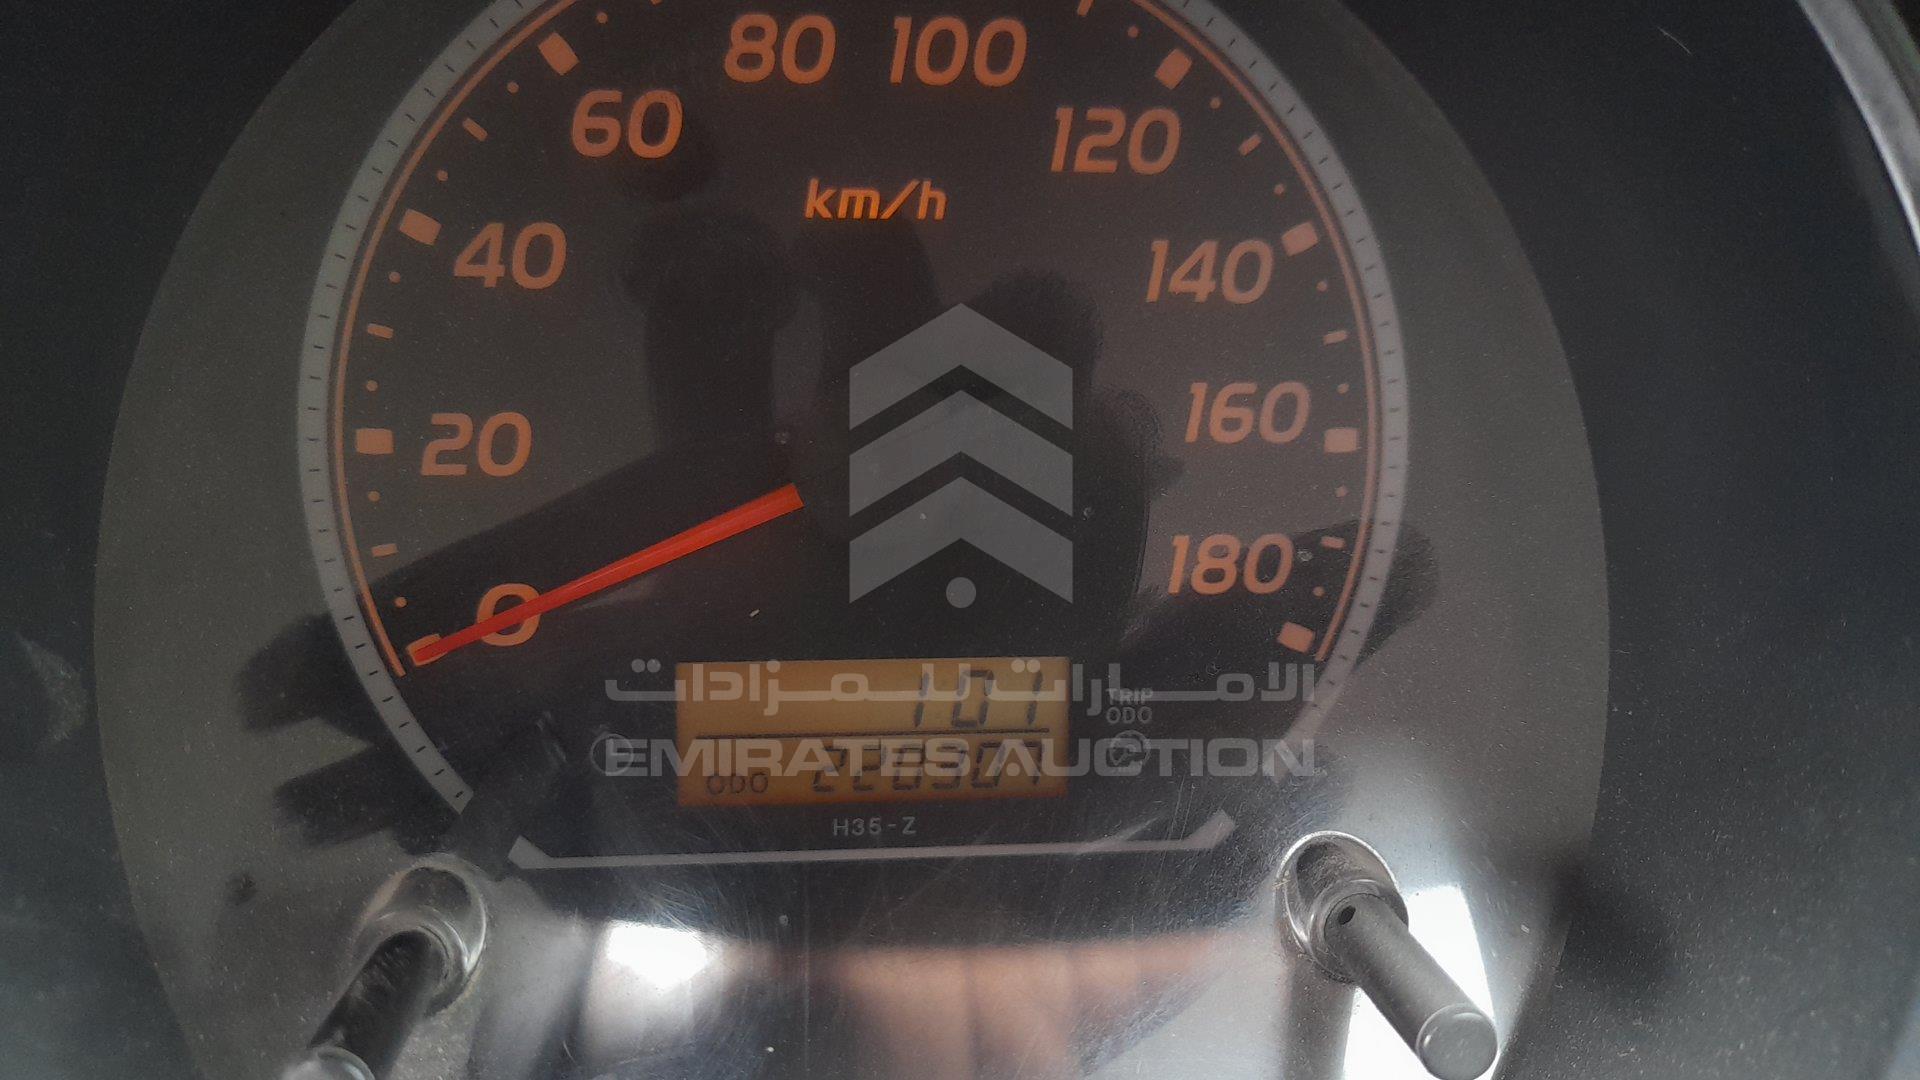 80 100
60 120
km/h
40 140
20 160
180
0
101
TRIP
ODO
الامارات للمزادات
EMIRATES AUCTION
ODO
H35-Z